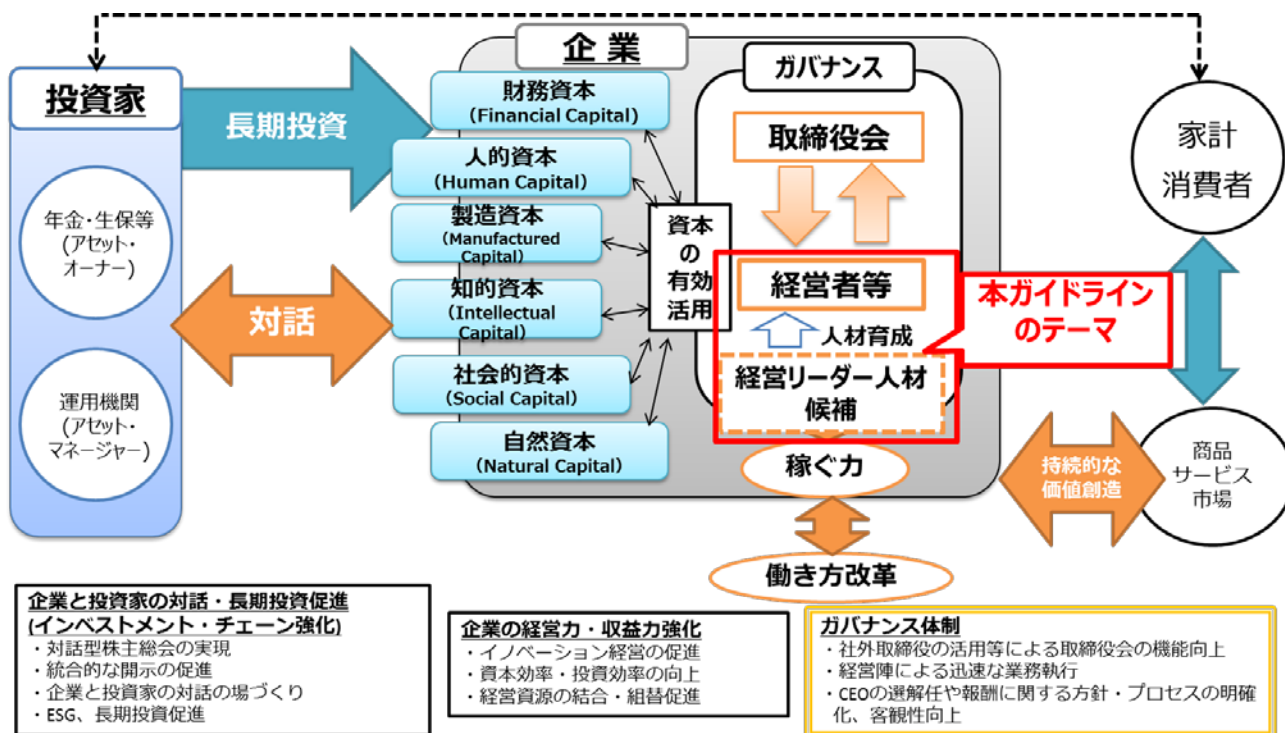 投資家
年金・生保等
(アセット・
オーナー)
運用機関
(アセット・
マネージャー)
長期投資
対話
企 業
財務資本
(Financial Capital)
人的資本
(Human Capital)
製造資本
(Manufactured
Capital)
知的資本
(Intellectual
Capital)
社会的資本
(Social Capital)
自然資本
(Natural Capital)
資本
の
有効
活用
ガバナンス
取締役会
経営者等
人材育成
経営リーダー人材
候補
本ガイドライン
のテーマ
稼ぐ力
働き方改革
家計
消費者
持続的な
価値創造
商品
サービス
市場
企業と投資家の対話・長期投資促進
(インベストメント・チェーン強化)
・対話型株主総会の実現
・統合的な開示の促進
・企業と投資家の対話の場づくり
・ESG、長期投資促進
企業の経営力・収益力強化
・イノベーション経営の促進
・資本効率・投資効率の向上
・経営資源の結合・組替促進
ガバナンス体制
・社外取締役の活用等による取締役会の機能向上
・経営陣による迅速な業務執行
・CEOの選解任や報酬に関する方針・プロセスの明確
化、客観性向上